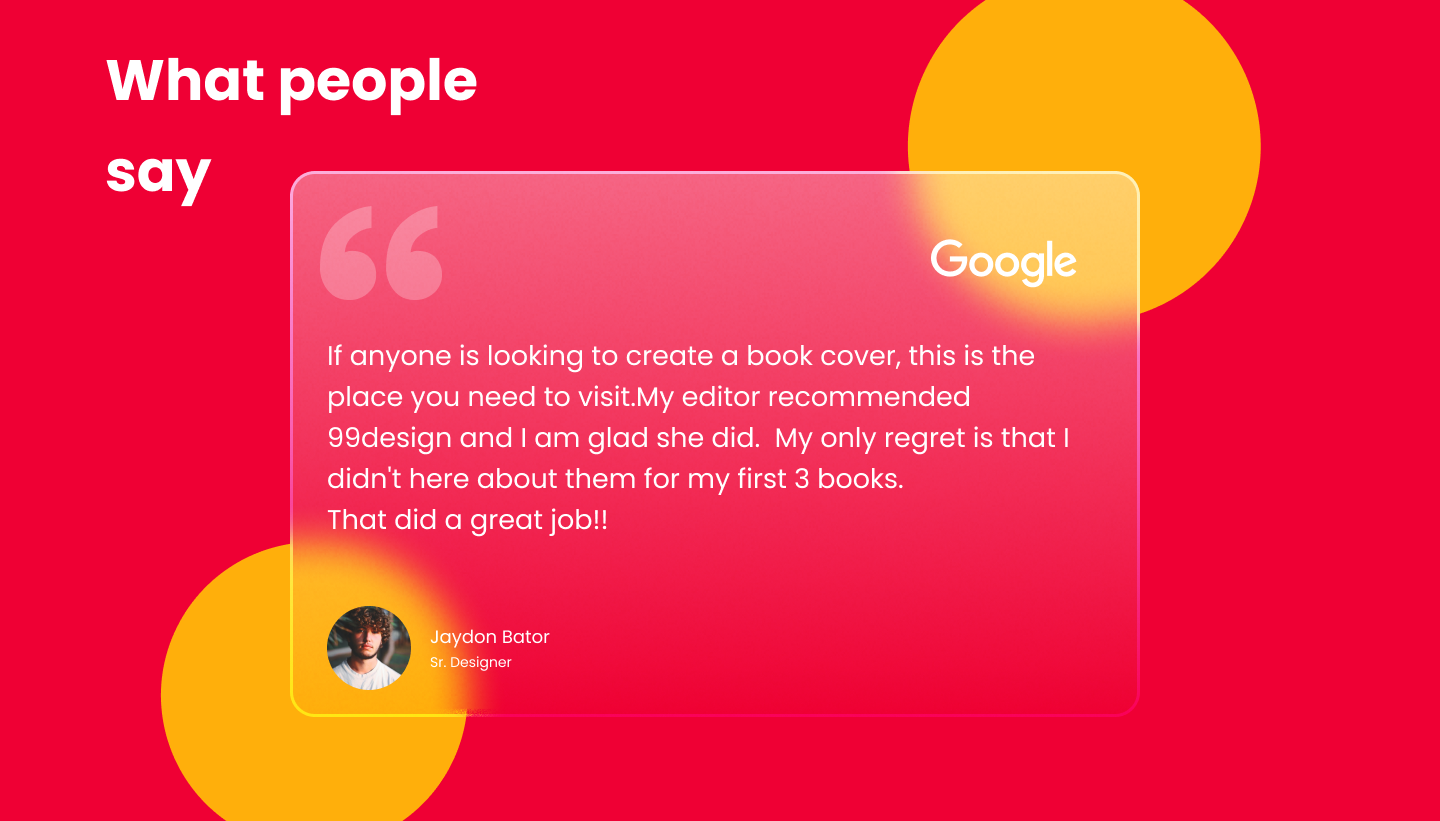 What people
say
Google
If anyone is looking to create a book cover, this is the
place you need to visit.My editor recommended
99design and I am glad she did.  My only regret is that I
didn't here about them for my first 3 books.
That did a great job!!
Jaydon Bator
Sr. Designer